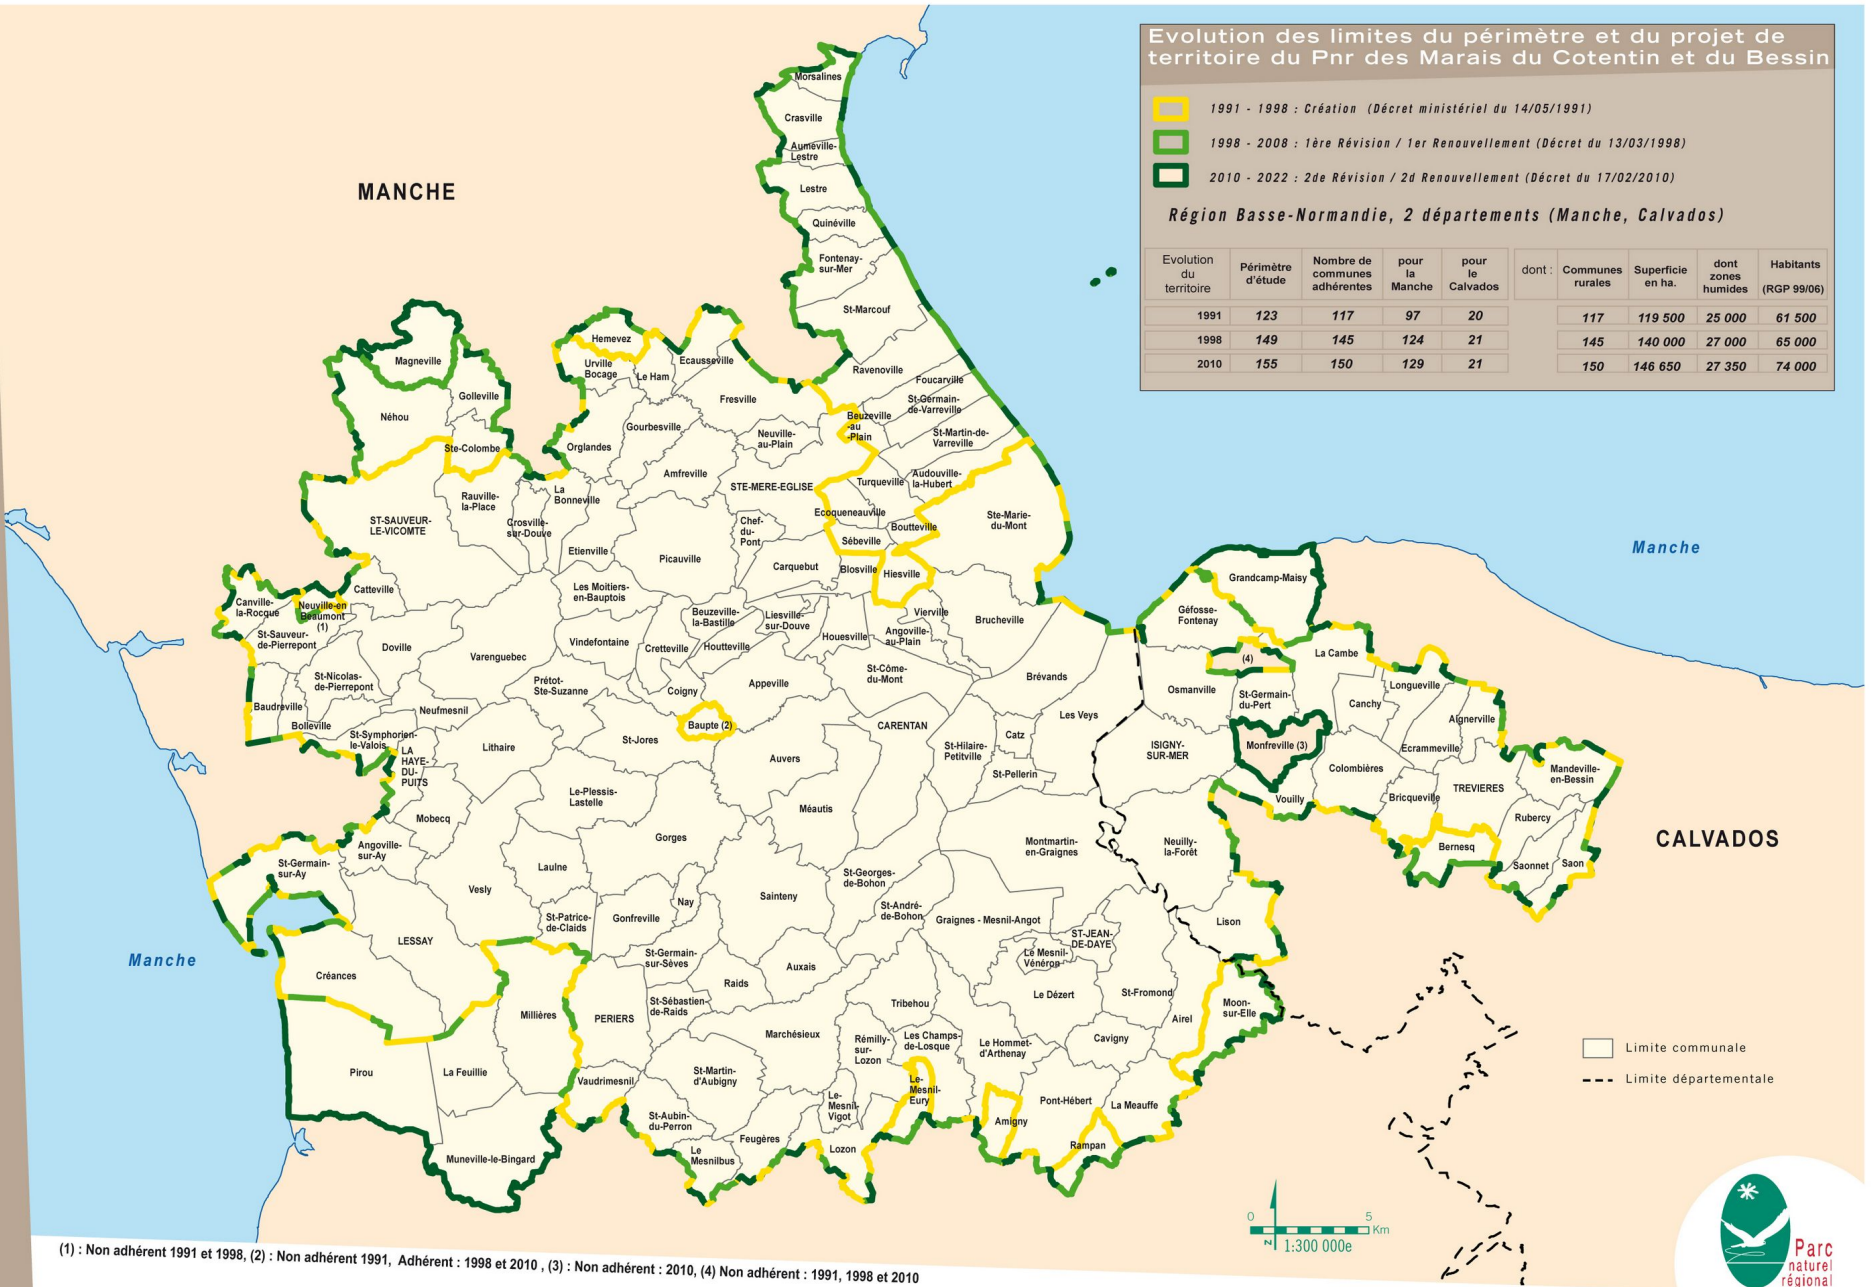 Evolution des limites du périmètre et du projet de
territoire du Pnr des Marais du Cotentin et du Bessin
1991 - 1998 : Création (Décret ministériel du 14/05/1991)
1998 - 2008 : 1ère Révision / 1er Renouvellement (Décret du 13/03/1998)
2010 - 2022 : 2de Révision / 2d Renouvellement (Décret du 17/02/2010)
Région Basse-Normandie, 2 départements (Manche, Calvados)
Evolution du territoire Périmètre d'étude Nombre de communes adhérentes pour la Manche pour le Calvados dont : Communes rurales Superficie en ha. dont zones humides Habitants (RGP 99/06)
1991 123 117 97 20 117 119 500 25 000 61 500
1998 149 145 124 21 145 140 000 27 000 65 000
2010 155 150 129 21 150 146 650 27 350 74 000
MANCHE
Morsalines
Crasville
Aumeville-
Lestre
Lestre
Quinéville
Fontenay-
sur-Mer
St-Marcouf
Ravenoville
Foucarville
St-Germain-
de-Varreville
St-Martin-de-
Varreville
Beuzeville
-au
-Plain
Audouville-
la-Hubert
Turqueville
Ecoqueneauville
Boutteville
Sébeville
Ste-Marie-
du-Mont
Blosville
Hiesville
Hemevez
Urville
Bocage
Le Ham
Ecausseville
Fresville
Magneville
Golleville
Néhou
Ste-Colombe
Gourbesville
Orglandes
Neuville-
au-Plain
Amfreville
STE-MERE-EGLISE
Rauville-
la-Place
La
Bonneville
ST-SAUVEUR-
LE-VICOMTE
Crosville-
sur-Douve
Etienville
Picauville
Chef-
du-
Pont
Carquebut
Catteville
Canville-
la-Rocque
Neuville-en
Beaumont
(1)
St-Sauveur-
de-Pierrepont
Les Moitiers-
en-Bauptois
Beuzeville-
la-Bastille
Liesville-
sur-Douve
Houesville
Angoville-
au-Plain
Vierville
Brucheville
Doville
Varenguebec
Vindefontaine
Cretteville
Houtteville
St-Nicolas-
de-Pierrepont
Prétot-
Ste-Suzanne
Coigny
Appeville
St-Côme-
du-Mont
Brévands
Baudreville
Bolleville
Neufmesnil
Baupte (2)
CARENTAN
Les Veys
St-Symphorien-
le-Valois
LA
HAYE-
DU-
PUITS
Lithaire
St-Jores
Auvers
St-Hilaire-
Petitville
Catz
St-Pellerin
Le-Plessis-
Lastelle
Méautis
Mobecq
Gorges
Montmartin-
en-Graignes
Angoville-
sur-Ay
St-Germain-
sur-Ay
Laulne
Vesly
St-Georges-
de-Bohon
Sainteny
Nay
Gonfreville
St-Patrice-
de-Claids
St-André-
de-Bohon
Graignes - Mesnil-Angot
ST-JEAN-
DE-DAYE
LESSAY
Le Mesnil-
Vénéron
St-Germain-
sur-Sèves
Auxais
Raids
Créances
Le Dézert
St-Fromond
St-Sébastien-
de-Raids
Tribehou
Millières
PERIERS
Airel
Moon-
sur-Elle
Marchésieux
Rémilly-
sur-
Lozon
Les Champs-
de-Losque
Le Hommet-
d'Arthenay
Cavigny
Pirou
La Feuillie
Vaudrimesnil
St-Martin-
d'Aubigny
Le-
Mesnil-
Eury
Le-
Mesnil-
Vigot
Pont-Hébert
La Meauffe
St-Aubin-
du-Perron
Amigny
Feugères
Lozon
Rampan
Muneville-le-Bingard
Le
Mesnilbus
Grandcamp-Maisy
Géfosse-
Fontenay
(4)
La Cambe
Osmanville
St-Germain-
du-Pert
Longueville
Canchy
Aignerville
Monfreville (3)
Ecrammeville
ISIGNY-
SUR-MER
Colombières
Mandeville-
en-Bessin
TREVIERES
Vouilly
Bricqueville
Rubercy
Neuilly-
la-Forêt
Bernesq
Saonnet
Saon
Lison
CALVADOS
Manche
Manche
Limite communale
Limite départementale
0 5
Km
N
1:300 000e
Parc
naturel
régional
(1) : Non adhérent 1991 et 1998, (2) : Non adhérent 1991, Adhérent : 1998 et 2010 , (3) : Non adhérent : 2010, (4) Non adhérent : 1991, 1998 et 2010